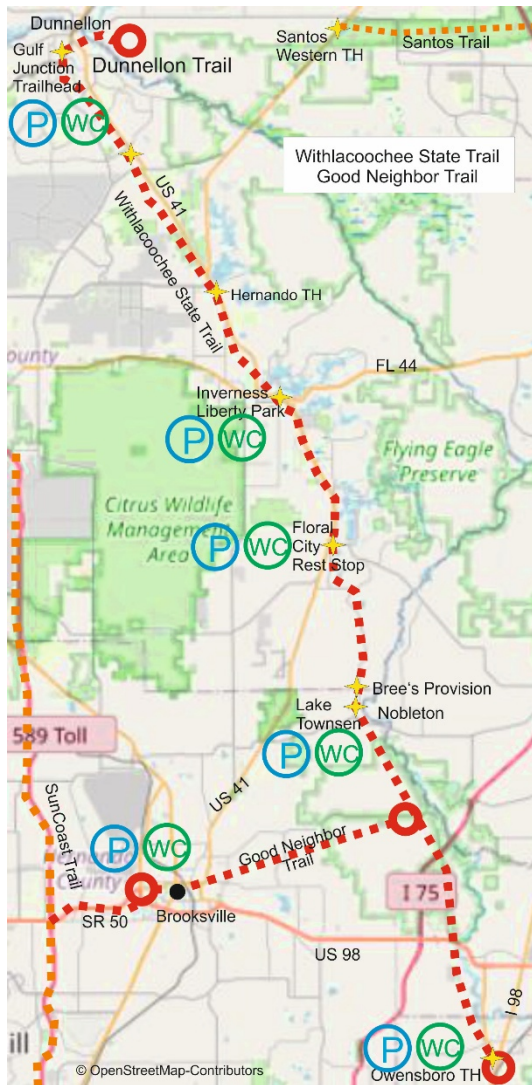 Dunnellon
Gulf
Junction
Trailhead
Dunnellon Trail
Santos
Western TH
Santos Trail
P WC
Withlacoochee State Trail
Good Neighbor Trail
US 41
Withlacoochee State Trail
Hernando TH
ounty
FL 44
Inverness
Liberty Park
P WC
Flying Eagle
Preserve
Citrus Wildlife
Management
Area
P WC
Floral
City
Rest Stop
Bree's Provision
Nobleton
Lake
Townsen
589 Toll
P WC
US 41
SunCoast Trail
P WC
Good Neighbor
Trail
County
I 75
Brooksville
SR 50
US 98
I 98
ill
P WC
Owensboro TH
© OpenStreetMap-Contributors